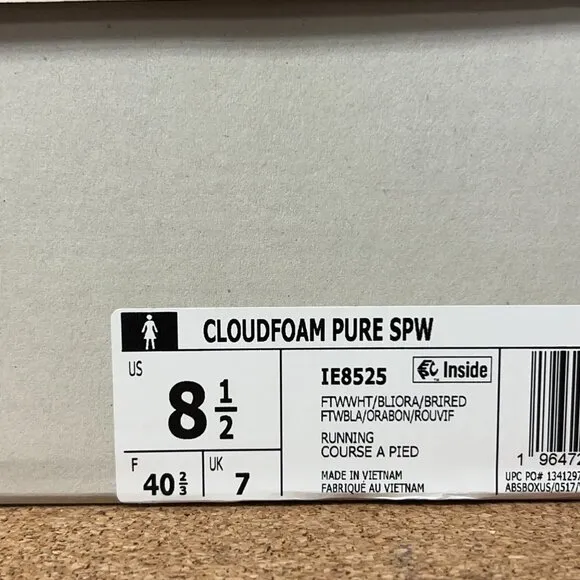 CLOUDFOAM PURE SPW
US
8 1/2
F
40 2/3
UK
7
IE8525
Inside
FTWWHT/BLIORA/BRIRED
FTWBLA/ORABON/ROUVIF
RUNNING
COURSE A PIED
MADE IN VIETNAM
FABRIQUÉ AU VIETNAM
1 96472
UPC PO# 1341297
ABSBOXUS/0517/